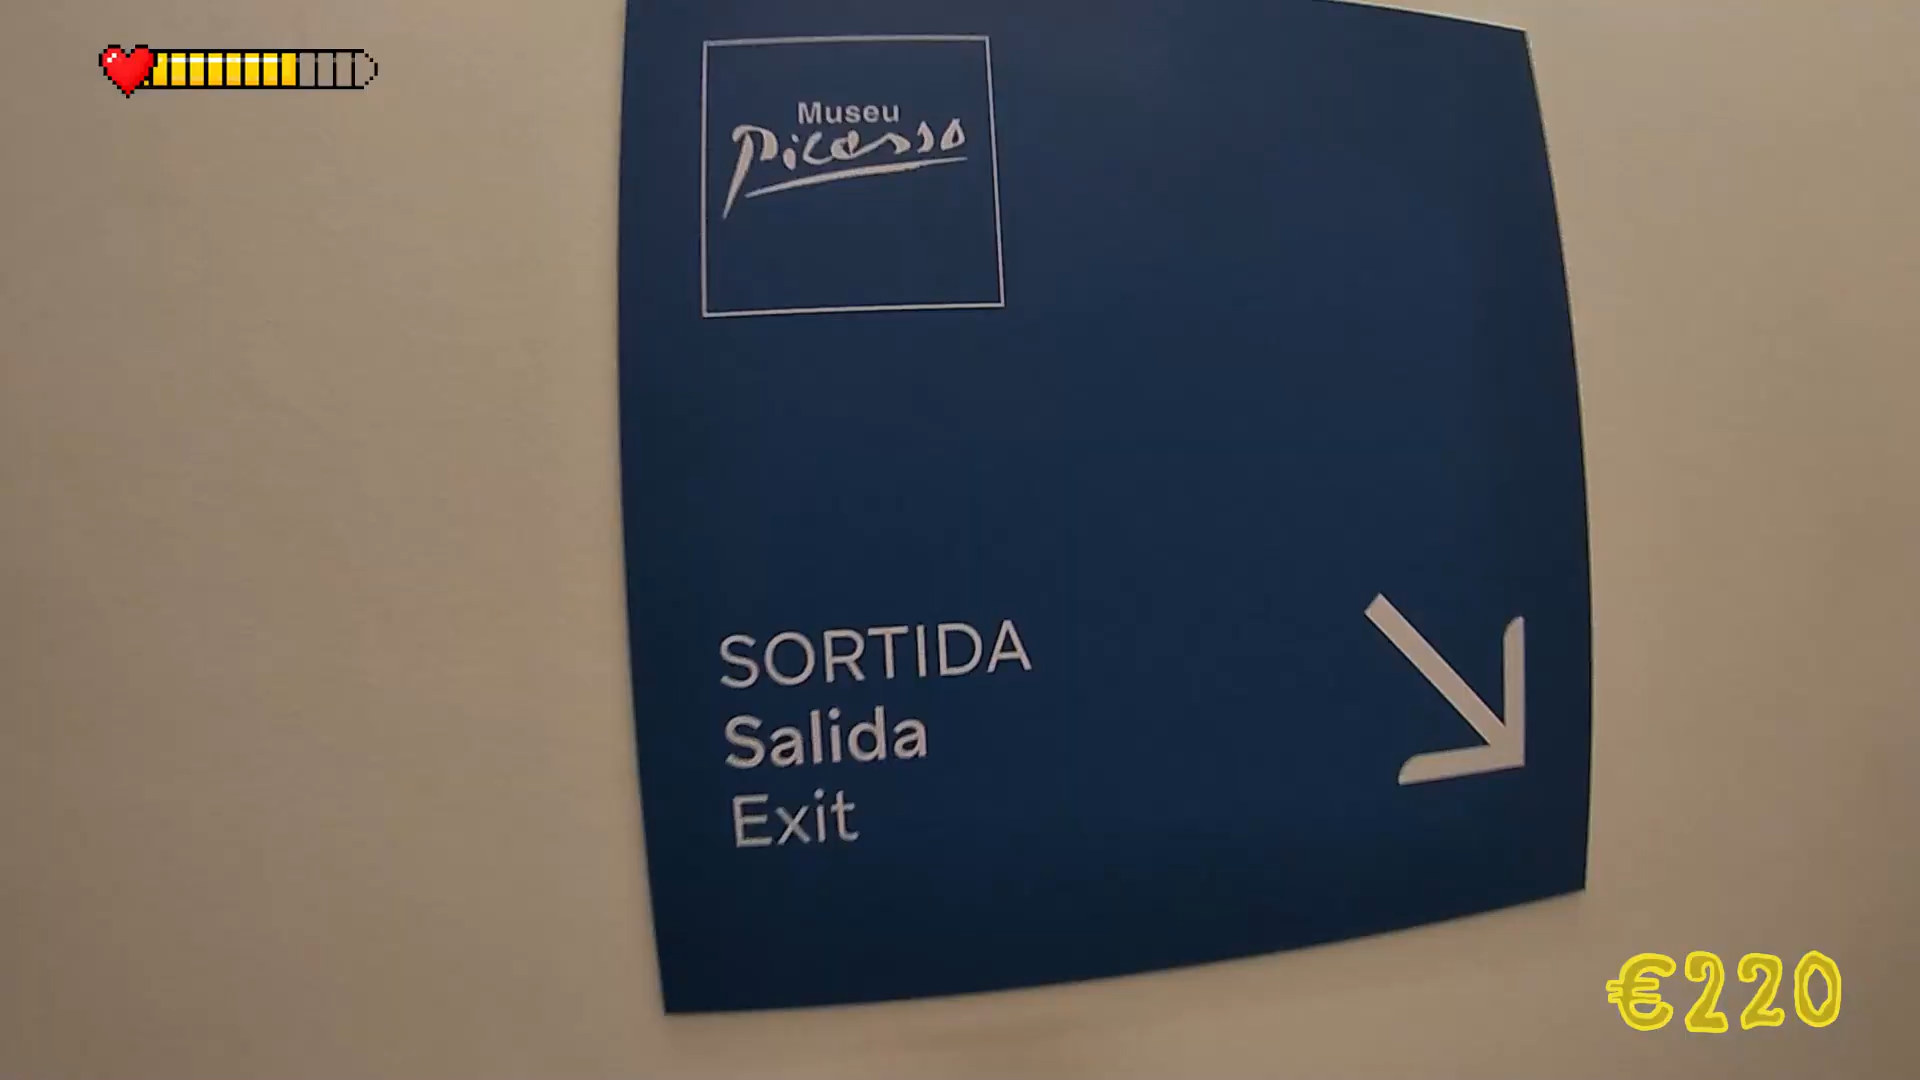 Museu
Picasso
SORTIDA
Salida
Exit
€220